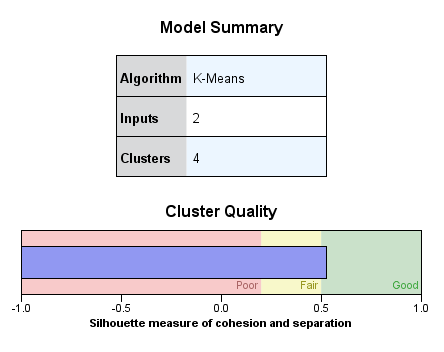 Model Summary
Algorithm K-Means
Inputs 2
Clusters 4
Cluster Quality
Poor Fair Good
-1.0 -0.5 0.0 0.5 1.0
Silhouette measure of cohesion and separation